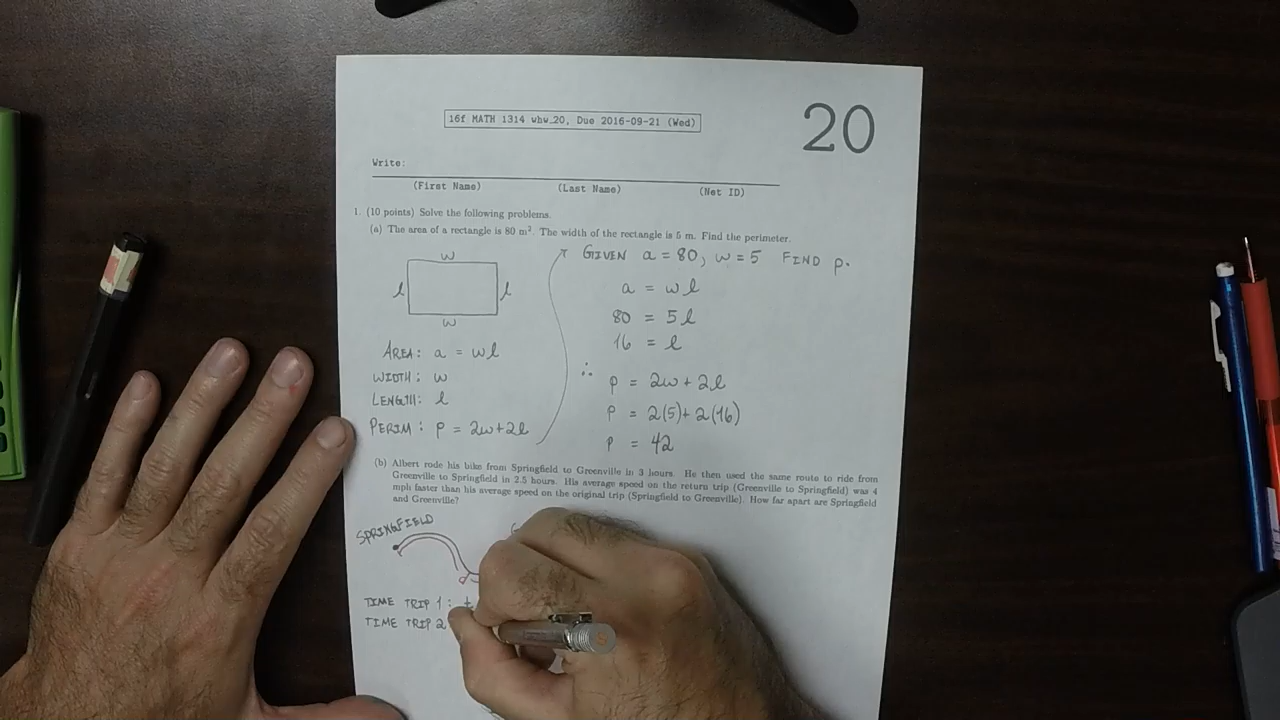 16f MATH 1314 whw_20, Due 2016-09-21 (Wed)
20
Write:
(First Name) (Last Name) (Net ID)
1. (10 points) Solve the following problems.
(a) The area of a rectangle is 80 m². The width of the rectangle is 5 m. Find the perimeter.
w
l l
w
AREA: a = wl
WIDTH: w
LENGTH: l
PERIM: p = 2w+2l
GIVEN a = 80, w = 5 FIND p.
a = wl
80 = 5l
16 = l
∴ p = 2w + 2l
p = 2(5) + 2(16)
p = 42
(b) Albert rode his bike from Springfield to Greenville in 3 hours. He then used the same route to ride from
Greenville to Springfield in 2.5 hours. His average speed on the return trip (Greenville to Springfield) was 4
mph faster than his average speed on the original trip (Springfield to Greenville). How far apart are Springfield
and Greenville?
SPRINGFIELD
TIME TRIP 1: t
TIME TRIP 2